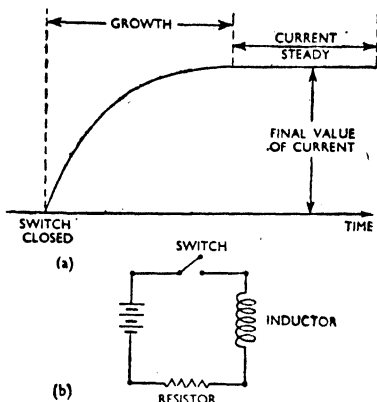 GROWTH
CURRENT
STEADY
FINAL VALUE
OF CURRENT
SWITCH
CLOSED
TIME
(a)
SWITCH
INDUCTOR
RESISTOR
(b)